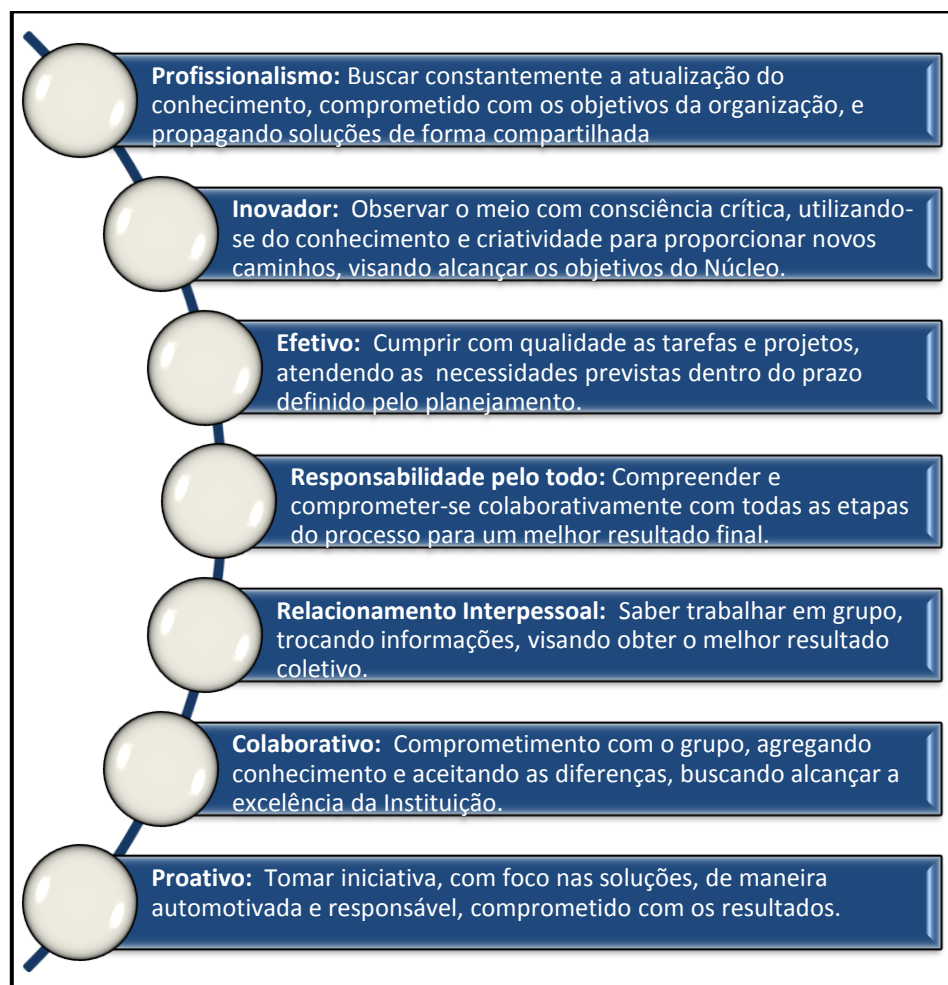 Profissionalismo: Buscar constantemente a atualização do
conhecimento, comprometido com os objetivos da organização, e
propagando soluções de forma compartilhada
Inovador: Observar o meio com consciência crítica, utilizando-
se do conhecimento e criatividade para proporcionar novos
caminhos, visando alcançar os objetivos do Núcleo.
Efetivo: Cumprir com qualidade as tarefas e projetos,
atendendo as necessidades previstas dentro do prazo
definido pelo planejamento.
Responsabilidade pelo todo: Compreender e
comprometer-se colaborativamente com todas as etapas
do processo para um melhor resultado final.
Relacionamento Interpessoal: Saber trabalhar em grupo,
trocando informações, visando obter o melhor resultado
coletivo.
Colaborativo: Comprometimento com o grupo, agregando
conhecimento e aceitando as diferenças, buscando alcançar a
excelência da Instituição.
Proativo: Tomar iniciativa, com foco nas soluções, de maneira
automotivada e responsável, comprometido com os resultados.